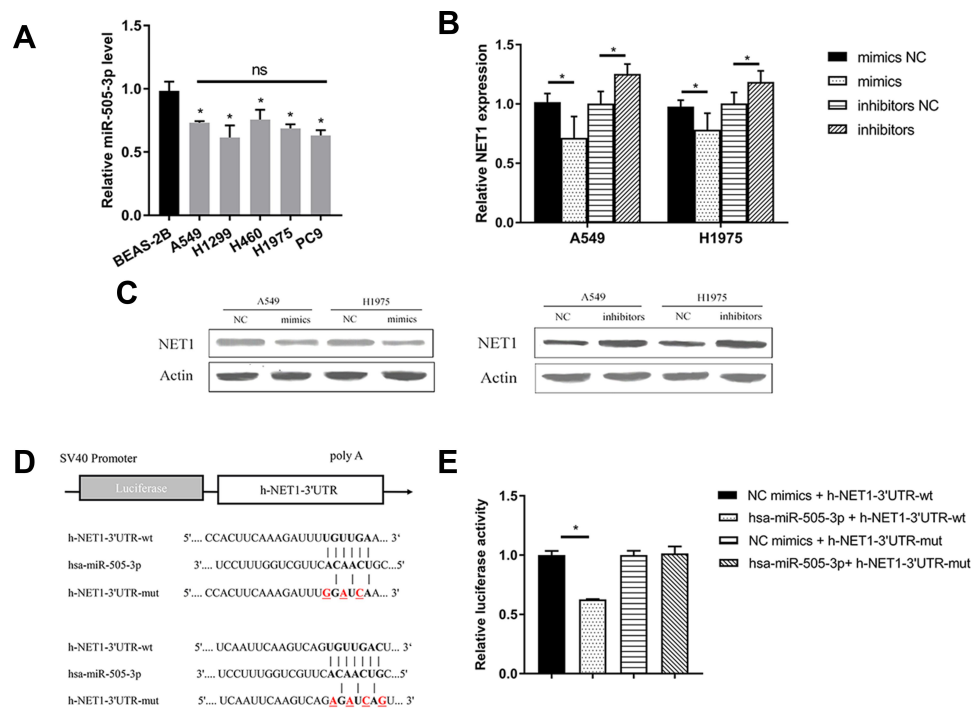 A
Relative miR-505-3p level
1.5
1.0
0.5
0.0
ns
* * * * *
BEAS-2B A549 H1299 H460 H1975 PC9
B
Relative NET1 expression
1.5
1.0
0.5
0.0
* * * *
A549 H1975
mimics NC
mimics
inhibitors NC
inhibitors
C
A549 H1975
NC mimics NC mimics
NET1
Actin
A549 H1975
NC inhibitors NC inhibitors
NET1
Actin
D
SV40 Promoter poly A
Luciferase h-NET1-3'UTR
h-NET1-3'UTR-wt 5'.... CCACUUCAAAGAUUUUGUUGAA... 3'
hsa-miR-505-3p 3'... UCCUUUGGUCGUUCACAACUGC...5'
h-NET1-3'UTR-mut 5'.... CCACUUCAAAGAUUUGGAUCAA... 3'
h-NET1-3'UTR-wt 5'.... UCAAUUCAAGUCAGUGUUGACU... 3'
hsa-miR-505-3p 3'... UCCUUUGGUCGUUCACAACUGC...5'
h-NET1-3'UTR-mut 5'.... UCAAUUCAAGUCAGAGAUCAGU... 3'
E
Relative luciferase activity
1.5
1.0
0.5
0.0
*
NC mimics + h-NET1-3'UTR-wt
hsa-miR-505-3p + h-NET1-3'UTR-wt
NC mimics + h-NET1-3'UTR-mut
hsa-miR-505-3p+ h-NET1-3'UTR-mut